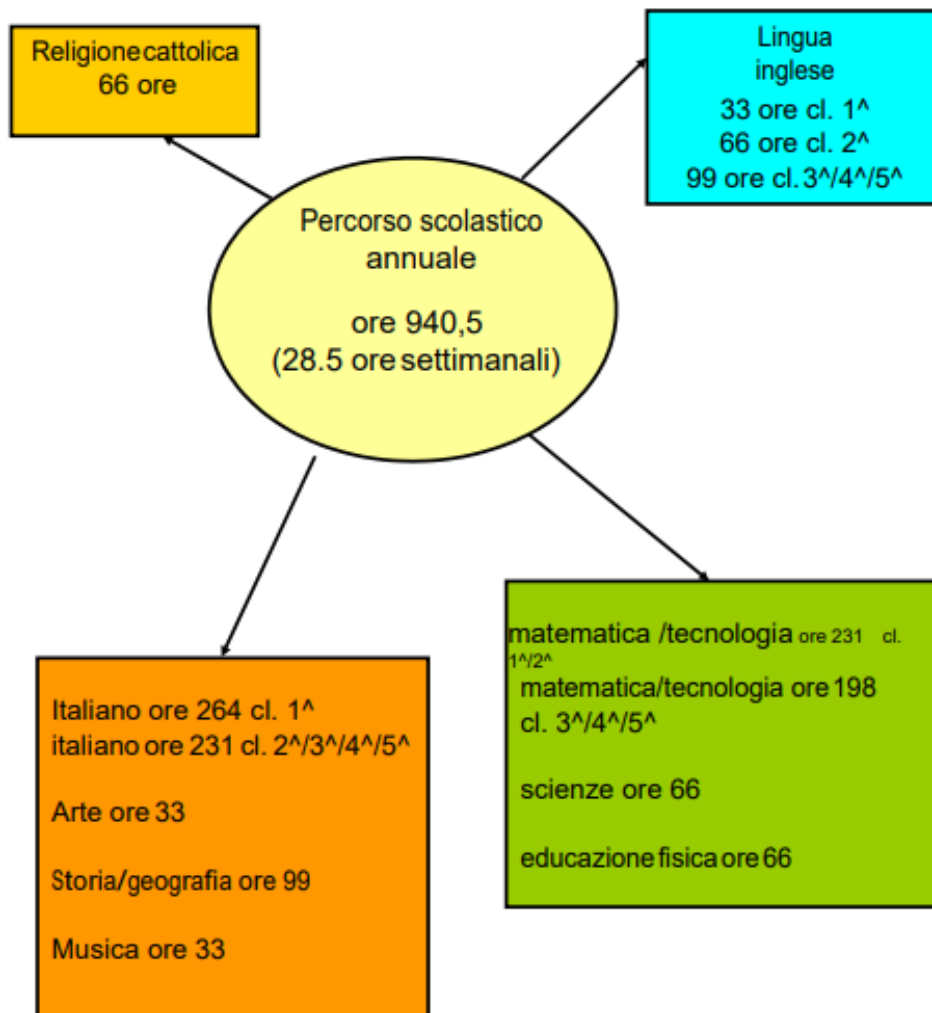 Religione cattolica
66 ore
Lingua
inglese
33 ore cl. 1^
66 ore cl. 2^
99 ore cl. 3^/4^/5^
Percorso scolastico
annuale
ore 940,5
(28.5 ore settimanali)
Italiano ore 264 cl. 1^
italiano ore 231 cl. 2^/3^/4^/5^
Arte ore 33
Storia/geografia ore 99
Musica ore 33
matematica /tecnologia ore 231 cl.
1^/2^
matematica/tecnologia ore 198
cl. 3^/4^/5^
scienze ore 66
educazione fisica ore 66